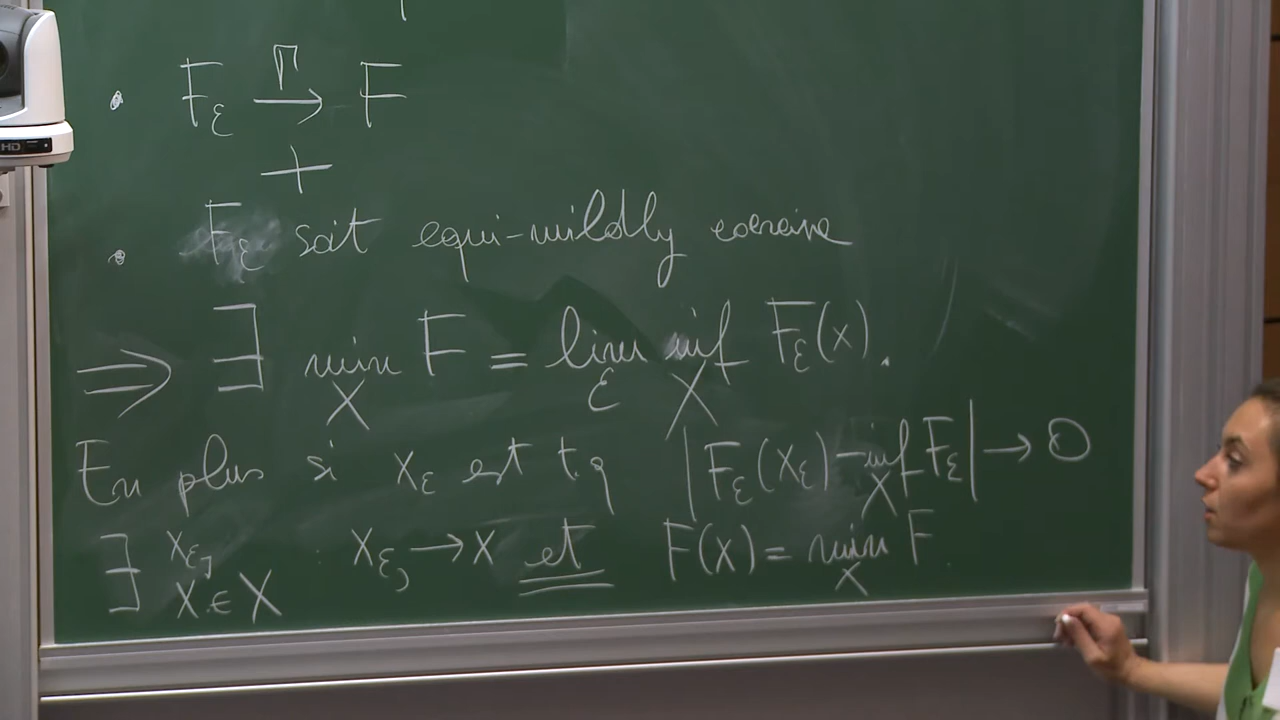 • F_ε —Γ→ F
+
• F_ε soit equi-mildly coercive
⟹ ∃ min_X F = lim_ε inf_X F_ε(x).
En plus si x_ε est t.q |F_ε(x_ε) - inf_X F_ε| → 0
∃ x_{ε_j} x_{ε_j} → x et F(x) = min_X F
x ∈ X
HD